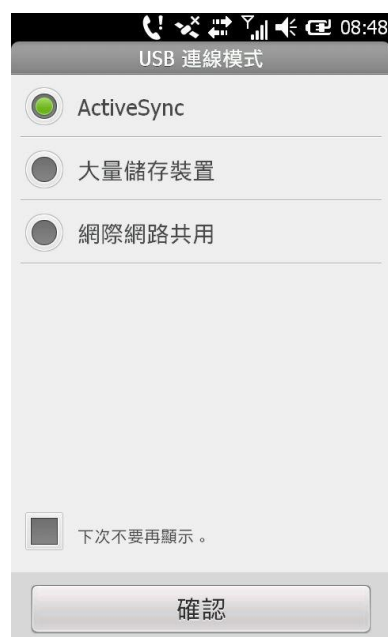 08:48
USB 連線模式
ActiveSync
大量儲存裝置
網際網路共用
下次不要再顯示。
確認